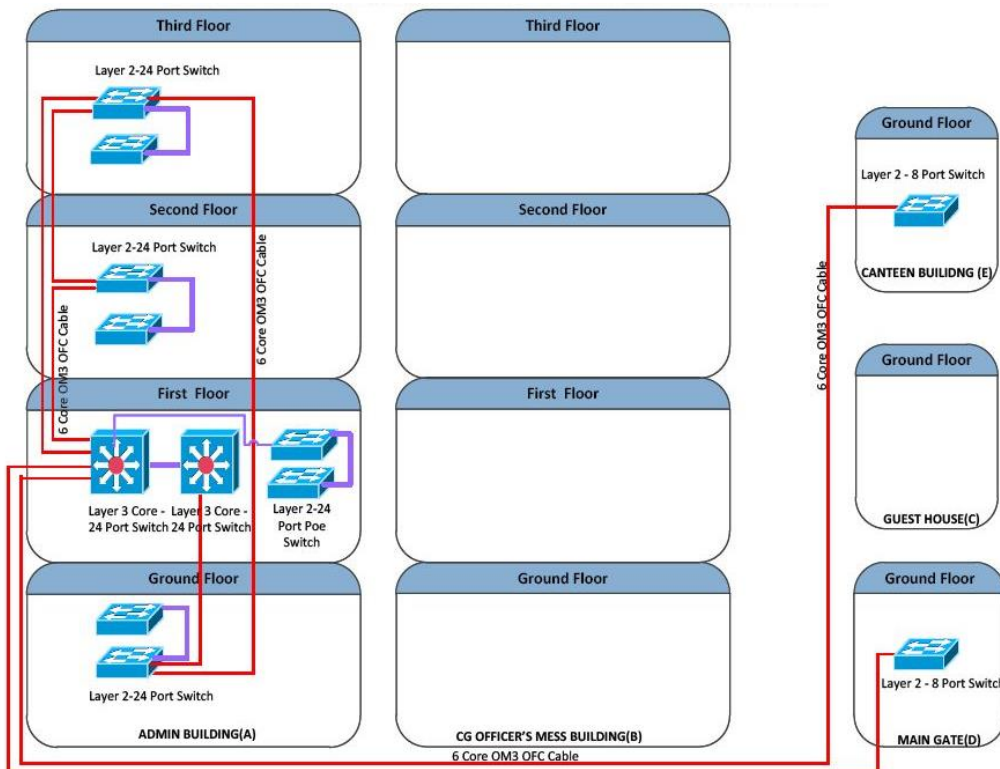 Third Floor
Layer 2-24 Port Switch
Second Floor
Layer 2-24 Port Switch
6 Core OM3 OFC Cable
6 Core OM3 OFC Cable
First Floor
Layer 3 Core -
24 Port Switch
Layer 3 Core -
24 Port Switch
Layer 2-24
Port Poe
Switch
Ground Floor
Layer 2-24 Port Switch
ADMIN BUILDING(A)
Third Floor
Second Floor
First Floor
Ground Floor
CG OFFICER'S MESS BUILDING(B)
6 Core OM3 OFC Cable
6 Core OM3 OFC Cable
Ground Floor
Layer 2 - 8 Port Switch
CANTEEN BUILIDNG (E)
Ground Floor
GUEST HOUSE(C)
Ground Floor
Layer 2 - 8 Port Switch
MAIN GATE(D)